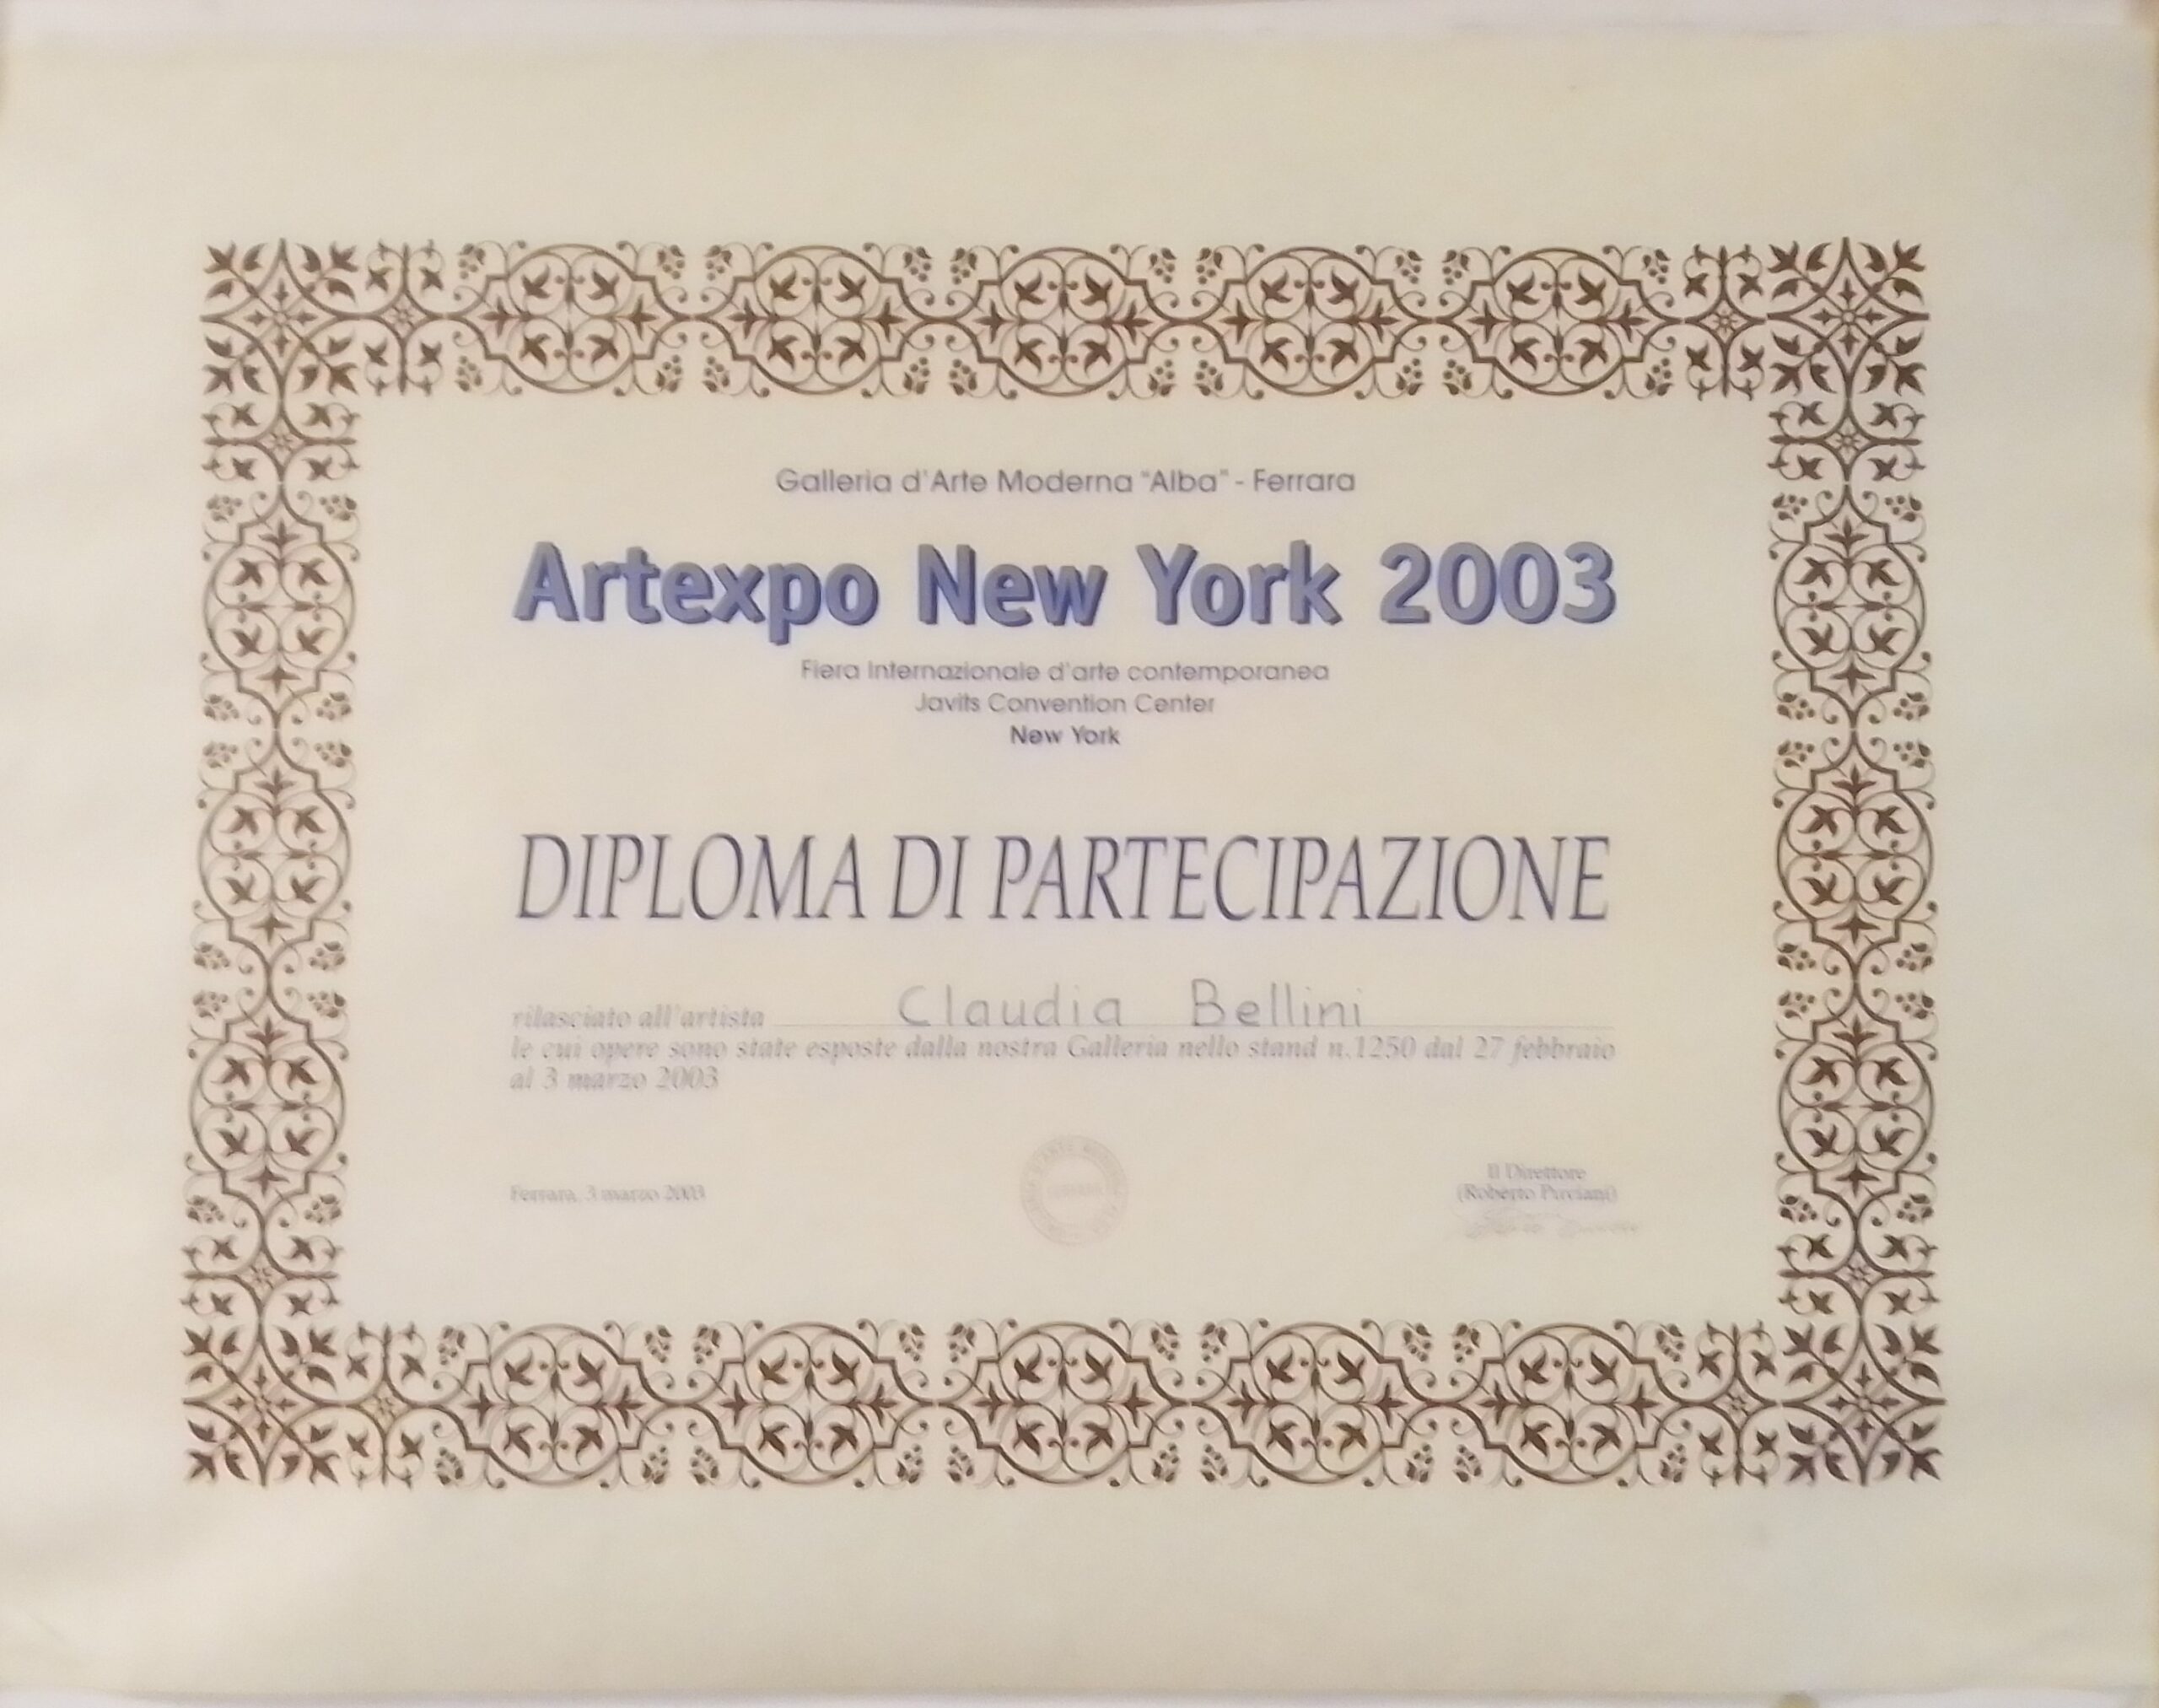 Galleria d'Arte Moderna "Alba" - Ferrara
Artexpo New York 2003
Fiera Internazionale d'arte contemporanea
Javits Convention Center
New York
DIPLOMA DI PARTECIPAZIONE
rilasciato all'artista Claudia Bellini
le cui opere sono state esposte dalla nostra Galleria nello stand n.1250 dal 27 febbraio
al 3 marzo 2003
Ferrara, 3 marzo 2003
Il Direttore
(Roberto Puviani)